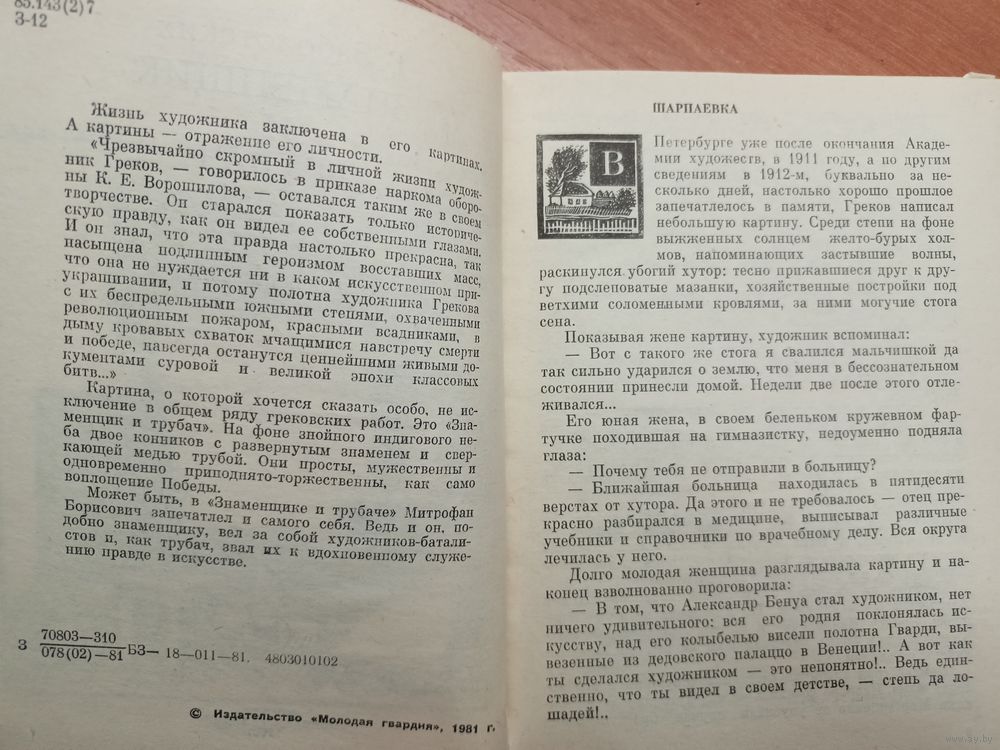 85.143(2)7
З-12
Жизнь художника заключена в его картинах.
А картины — отражение его личности.
«Чрезвычайно скромный в личной жизни худож-
ник Греков, — говорилось в приказе наркома оборо-
ны К. Е. Ворошилова, — оставался таким же в своем
творчестве. Он старался показать только историче-
скую правду, как он видел ее собственными глазами.
И он знал, что эта правда настолько прекрасна, так
насыщена подлинным героизмом восставших масс,
что она не нуждается ни в каком искусственном при-
украшивании, и потому полотна художника Грекова
с их беспредельными южными степями, охваченными
революционным пожаром, красными всадниками, в
дыму кровавых схваток мчащимися навстречу смерти
и победе, навсегда останутся ценнейшими живыми до-
кументами суровой и великой эпохи классовых
битв...»
Картина, о которой хочется сказать особо, не ис-
ключение в общем ряду грековских работ. Это «Зна-
менщик и трубач». На фоне знойного индигового не-
ба двое конников с развернутым знаменем и свер-
кающей медью трубой. Они просты, мужественны и
одновременно приподнято-торжественны, как само
воплощение Победы.
Может быть, в «Знаменщике и трубаче» Митрофан
Борисович запечатлел и самого себя. Ведь и он, по-
добно знаменщику, вел за собой художников-батали-
стов и, как трубач, звал их к вдохновенному служе-
нию правде в искусстве.
З 70803—310
078(02)—81 БЗ—18—011—81. 4803010102
© Издательство «Молодая гвардия», 1981 г.
ШАРПАЕВКА
В Петербурге уже после окончания Акаде-
мии художеств, в 1911 году, а по другим
сведениям в 1912-м, буквально за не-
сколько дней, настолько хорошо прошлое
запечатлелось в памяти, Греков написал
небольшую картину. Среди степи на фоне
выжженных солнцем желто-бурых хол-
мов, напоминающих застывшие волны,
раскинулся убогий хутор: тесно прижавшиеся друг к дру-
гу подслеповатые мазанки, хозяйственные постройки под
ветхими соломенными кровлями, за ними могучие стога
сена.
Показывая жене картину, художник вспоминал:
— Вот с такого же стога я свалился мальчишкой да
так сильно ударился о землю, что меня в бессознательном
состоянии принесли домой. Недели две после этого отле-
живался...
Его юная жена, в своем беленьком кружевном фар-
тучке походившая на гимназистку, недоуменно подняла
глаза:
— Почему тебя не отправили в больницу?
— Ближайшая больница находилась в пятидесяти
верстах от хутора. Да этого и не требовалось — отец пре-
красно разбирался в медицине, выписывал различные
учебники и справочники по врачебному делу. Вся округа
лечилась у него.
Долго молодая женщина разглядывала картину и на-
конец взволнованно проговорила:
— В том, что Александр Бенуа стал художником, нет
ничего удивительного: вся его родня поклонялась ис-
кусству, над его колыбелью висели полотна Гварди, вы-
везенные из дедовского палаццо в Венеции!.. А вот как
ты сделался художником — это непонятно!.. Ведь един-
ственно, что ты видел в своем детстве, — степь да ло-
шадей!..
www.ay.by